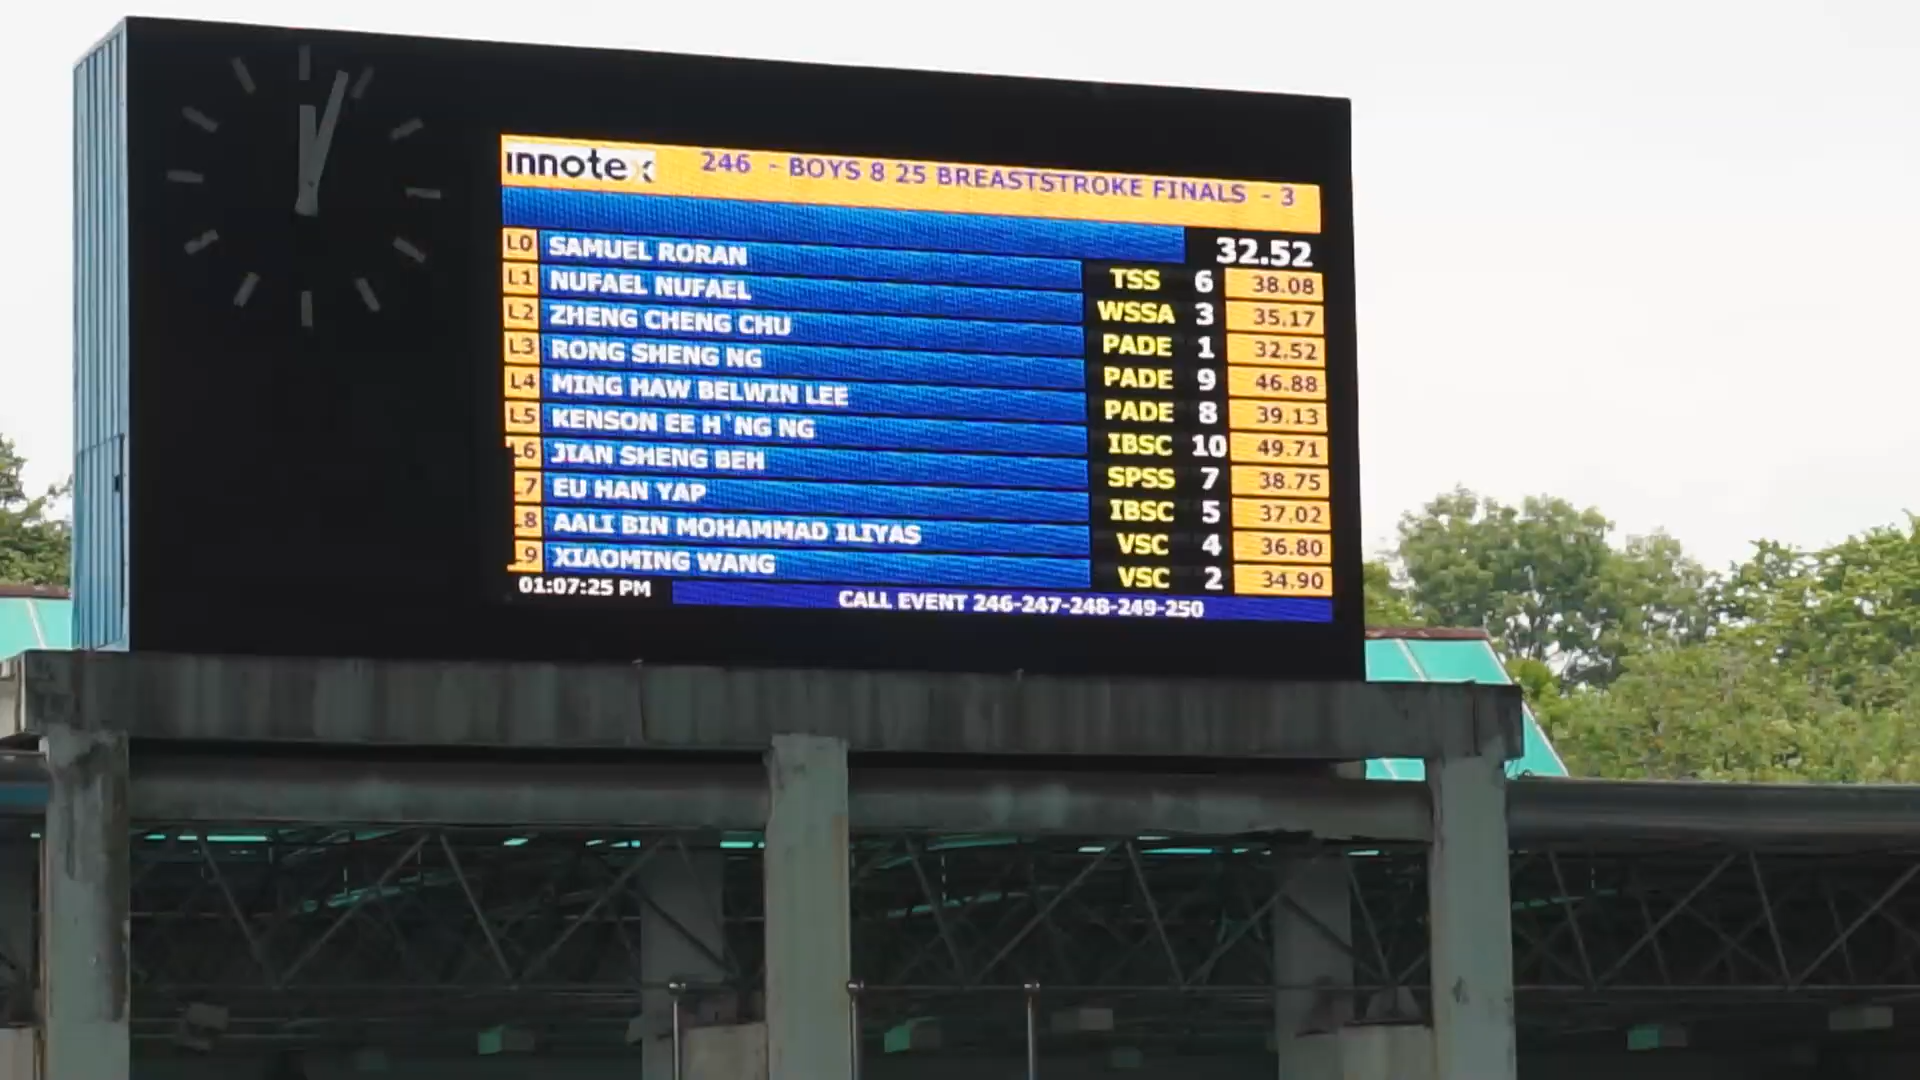 innotex 246 - BOYS 8 25 BREASTSTROKE FINALS - 3
32.52
L0 SAMUEL RORAN TSS 6 38.08
L1 NUFAEL NUFAEL WSSA 3 35.17
L2 ZHENG CHENG CHU PADE 1 32.52
L3 RONG SHENG NG PADE 9 46.88
L4 MING HAW BELWIN LEE PADE 8 39.13
L5 KENSON EE H`NG NG IBSC 10 49.71
L6 JIAN SHENG BEH SPSS 7 38.75
L7 EU HAN YAP IBSC 5 37.02
L8 AALI BIN MOHAMMAD ILIYAS VSC 4 36.80
L9 XIAOMING WANG VSC 2 34.90
01:07:25 PM CALL EVENT 246-247-248-249-250